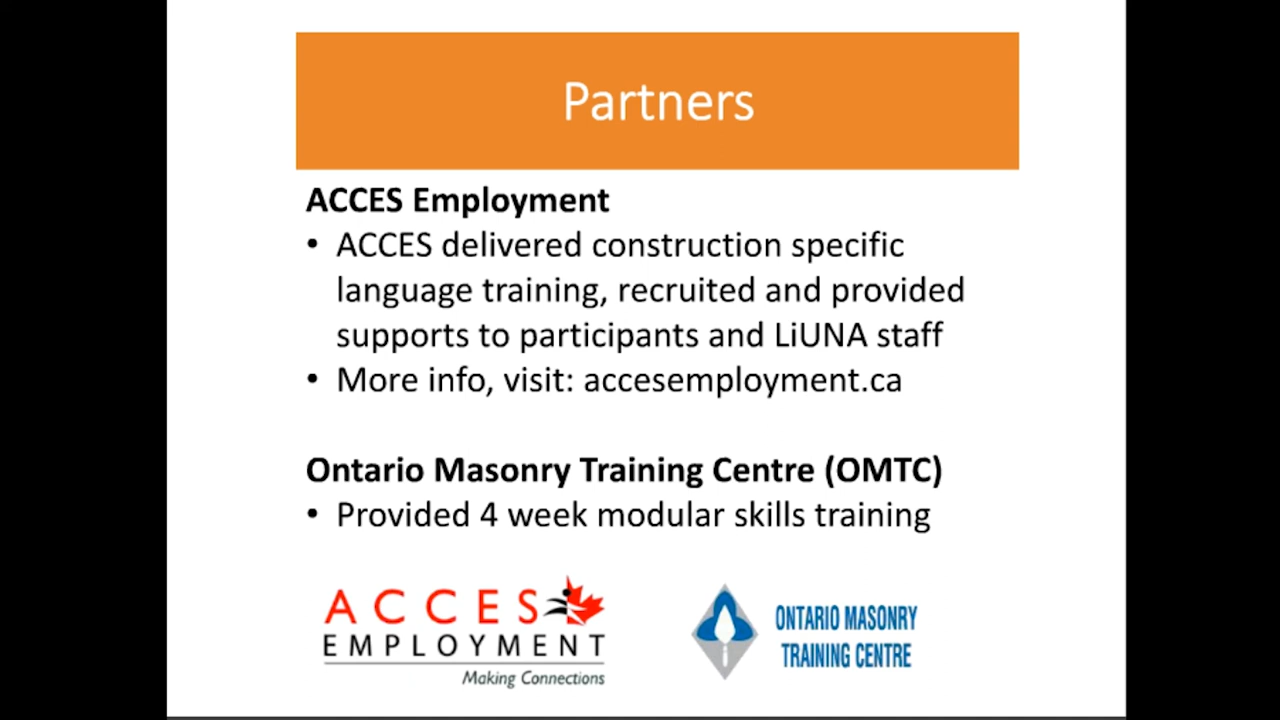 Partners
ACCES Employment
• ACCES delivered construction specific
language training, recruited and provided
supports to participants and LiUNA staff
• More info, visit: accesemployment.ca
Ontario Masonry Training Centre (OMTC)
• Provided 4 week modular skills training
ACCES
EMPLOYMENT
Making Connections
ONTARIO MASONRY
TRAINING CENTRE